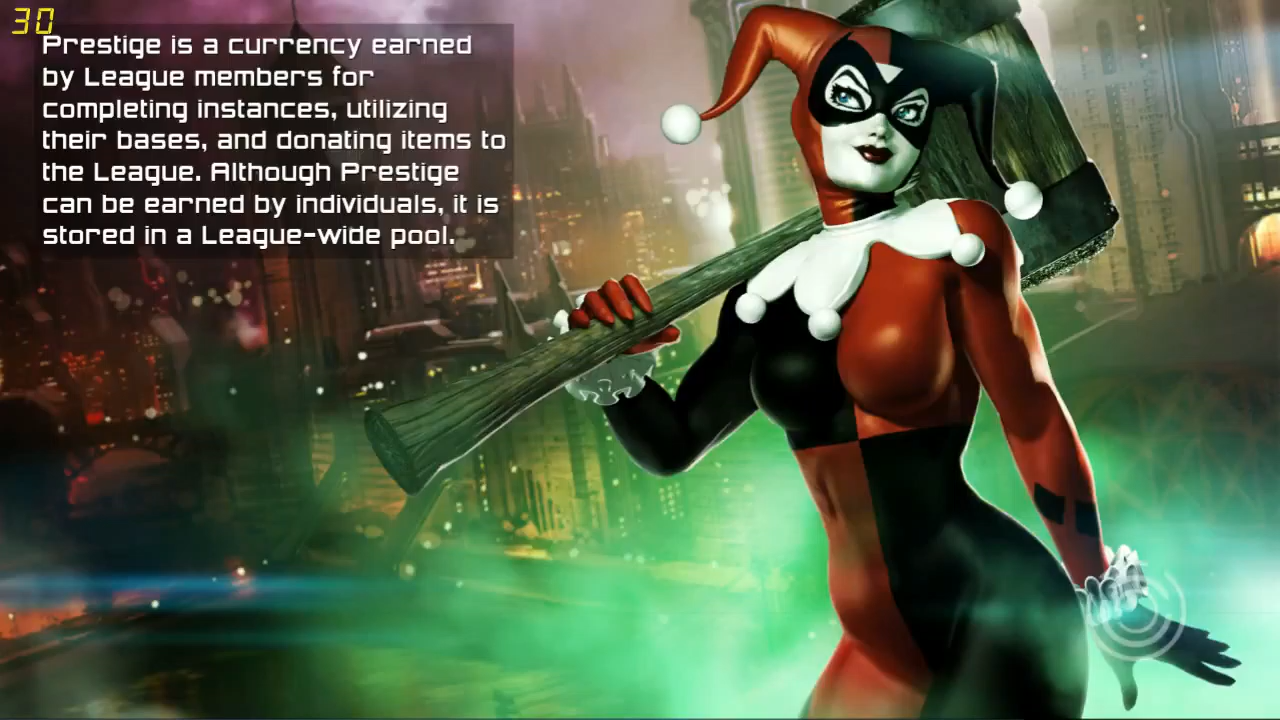 30
Prestige is a currency earned
by League members for
completing instances, utilizing
their bases, and donating items to
the League. Although Prestige
can be earned by individuals, it is
stored in a League-wide pool.